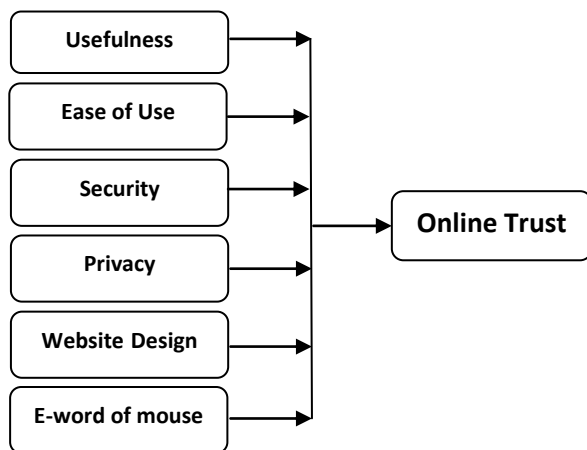 Usefulness
Ease of Use
Security
Privacy
Website Design
E-word of mouse
Online Trust